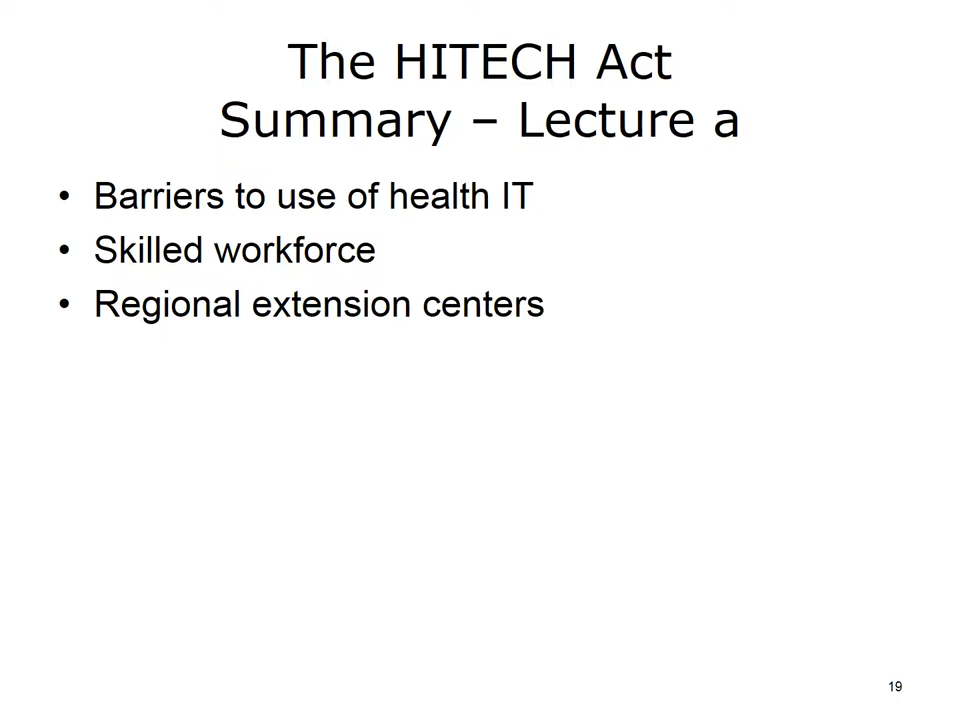 The HITECH Act
Summary – Lecture a
• Barriers to use of health IT
• Skilled workforce
• Regional extension centers
19